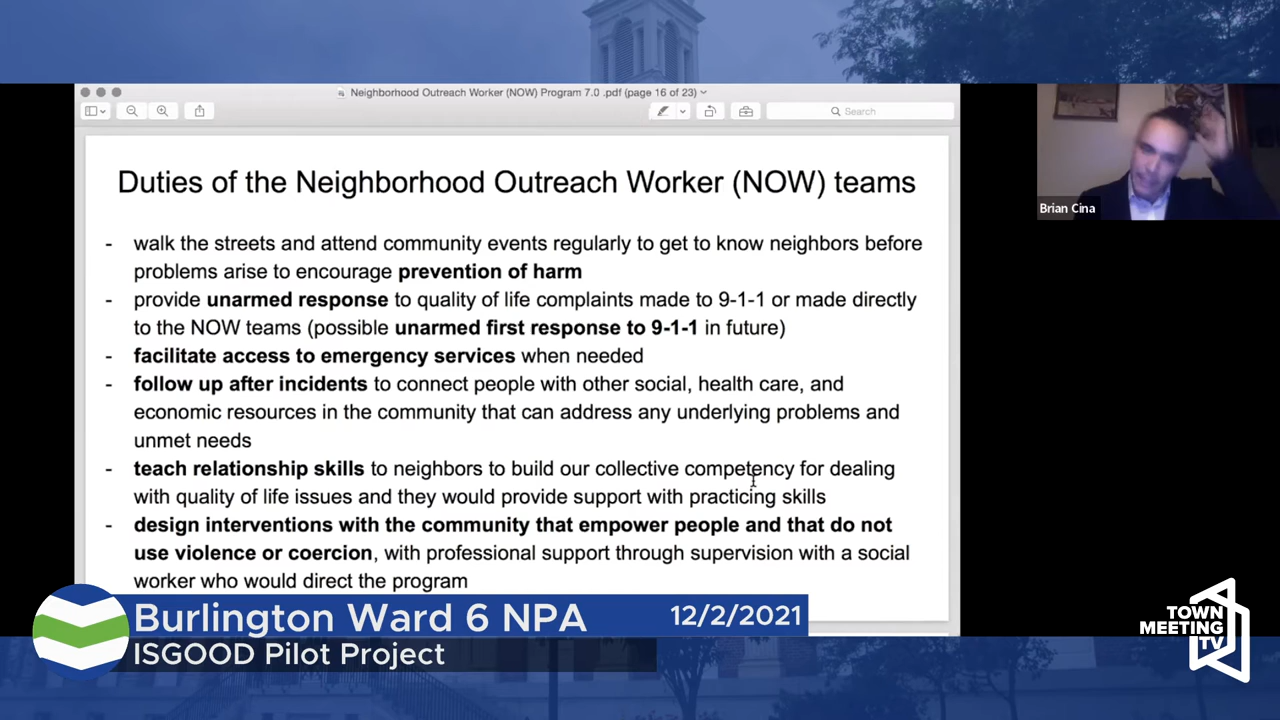 Neighborhood Outreach Worker (NOW) Program 7.0 .pdf (page 16 of 23)
Search
Duties of the Neighborhood Outreach Worker (NOW) teams
- walk the streets and attend community events regularly to get to know neighbors before
problems arise to encourage prevention of harm
- provide unarmed response to quality of life complaints made to 9-1-1 or made directly
to the NOW teams (possible unarmed first response to 9-1-1 in future)
- facilitate access to emergency services when needed
- follow up after incidents to connect people with other social, health care, and
economic resources in the community that can address any underlying problems and
unmet needs
- teach relationship skills to neighbors to build our collective competency for dealing
with quality of life issues and they would provide support with practicing skills
- design interventions with the community that empower people and that do not
use violence or coercion, with professional support through supervision with a social
worker who would direct the program
Brian Cina
Burlington Ward 6 NPA
12/2/2021
ISGOOD Pilot Project
TOWN
MEETING
TV